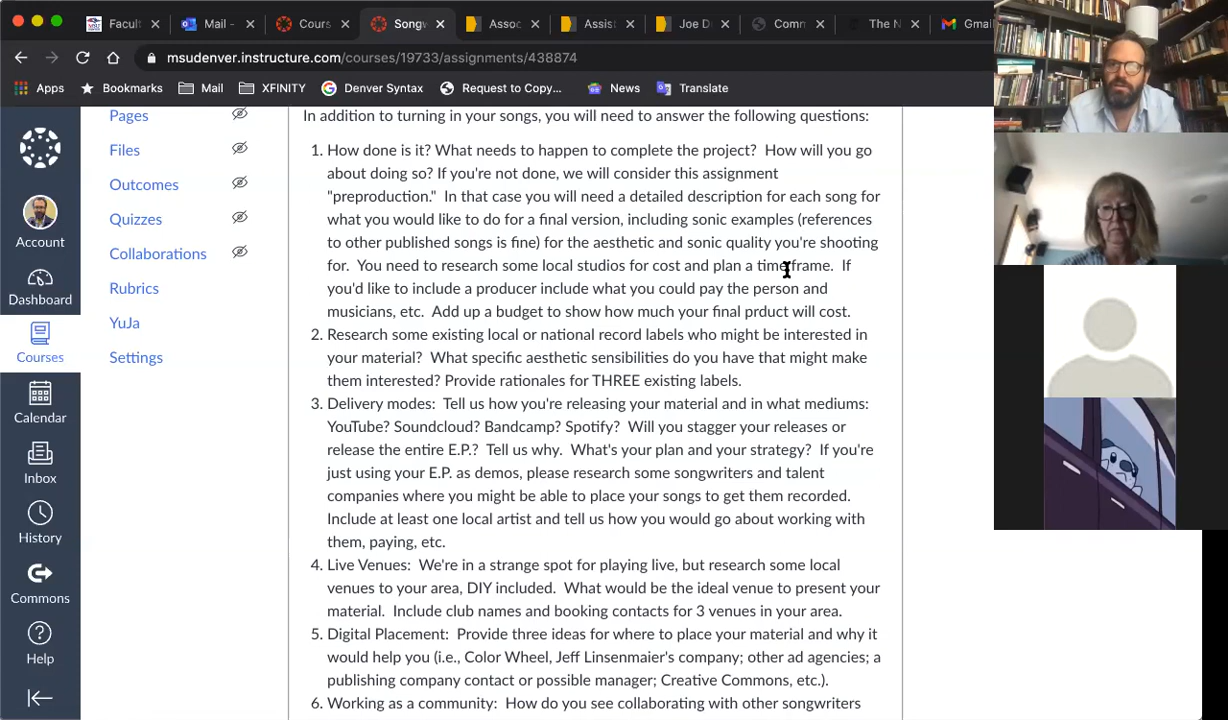 Facult
Mail -
Cours
Songw
Assoc
Assist
Joe D
Comn
The N
Gmai
msudenver.instructure.com/courses/19733/assignments/438874
Apps
Bookmarks
Mail
XFINITY
Denver Syntax
Request to Copy...
News
Translate
Account
Dashboard
Courses
Calendar
Inbox
History
Commons
Help
Pages
Files
Outcomes
Quizzes
Collaborations
Rubrics
YuJa
Settings
In addition to turning in your songs, you will need to answer the following questions:
1. How done is it? What needs to happen to complete the project?  How will you go
about doing so? If you're not done, we will consider this assignment
"preproduction."  In that case you will need a detailed description for each song for
what you would like to do for a final version, including sonic examples (references
to other published songs is fine) for the aesthetic and sonic quality you're shooting
for.  You need to research some local studios for cost and plan a timeframe.  If
you'd like to include a producer include what you could pay the person and
musicians, etc.  Add up a budget to show how much your final prduct will cost.
2. Research some existing local or national record labels who might be interested in
your material?  What specific aesthetic sensibilities do you have that might make
them interested? Provide rationales for THREE existing labels.
3. Delivery modes:  Tell us how you're releasing your material and in what mediums:
YouTube? Soundcloud? Bandcamp? Spotify?  Will you stagger your releases or
release the entire E.P.?  Tell us why.  What's your plan and your strategy?  If you're
just using your E.P. as demos, please research some songwriters and talent
companies where you might be able to place your songs to get them recorded.
Include at least one local artist and tell us how you would go about working with
them, paying, etc.
4. Live Venues:  We're in a strange spot for playing live, but research some local
venues to your area, DIY included.  What would be the ideal venue to present your
material.  Include club names and booking contacts for 3 venues in your area.
5. Digital Placement:  Provide three ideas for where to place your material and why it
would help you (i.e., Color Wheel, Jeff Linsenmaier's company; other ad agencies; a
publishing company contact or possible manager; Creative Commons, etc.).
6. Working as a community:  How do you see collaborating with other songwriters